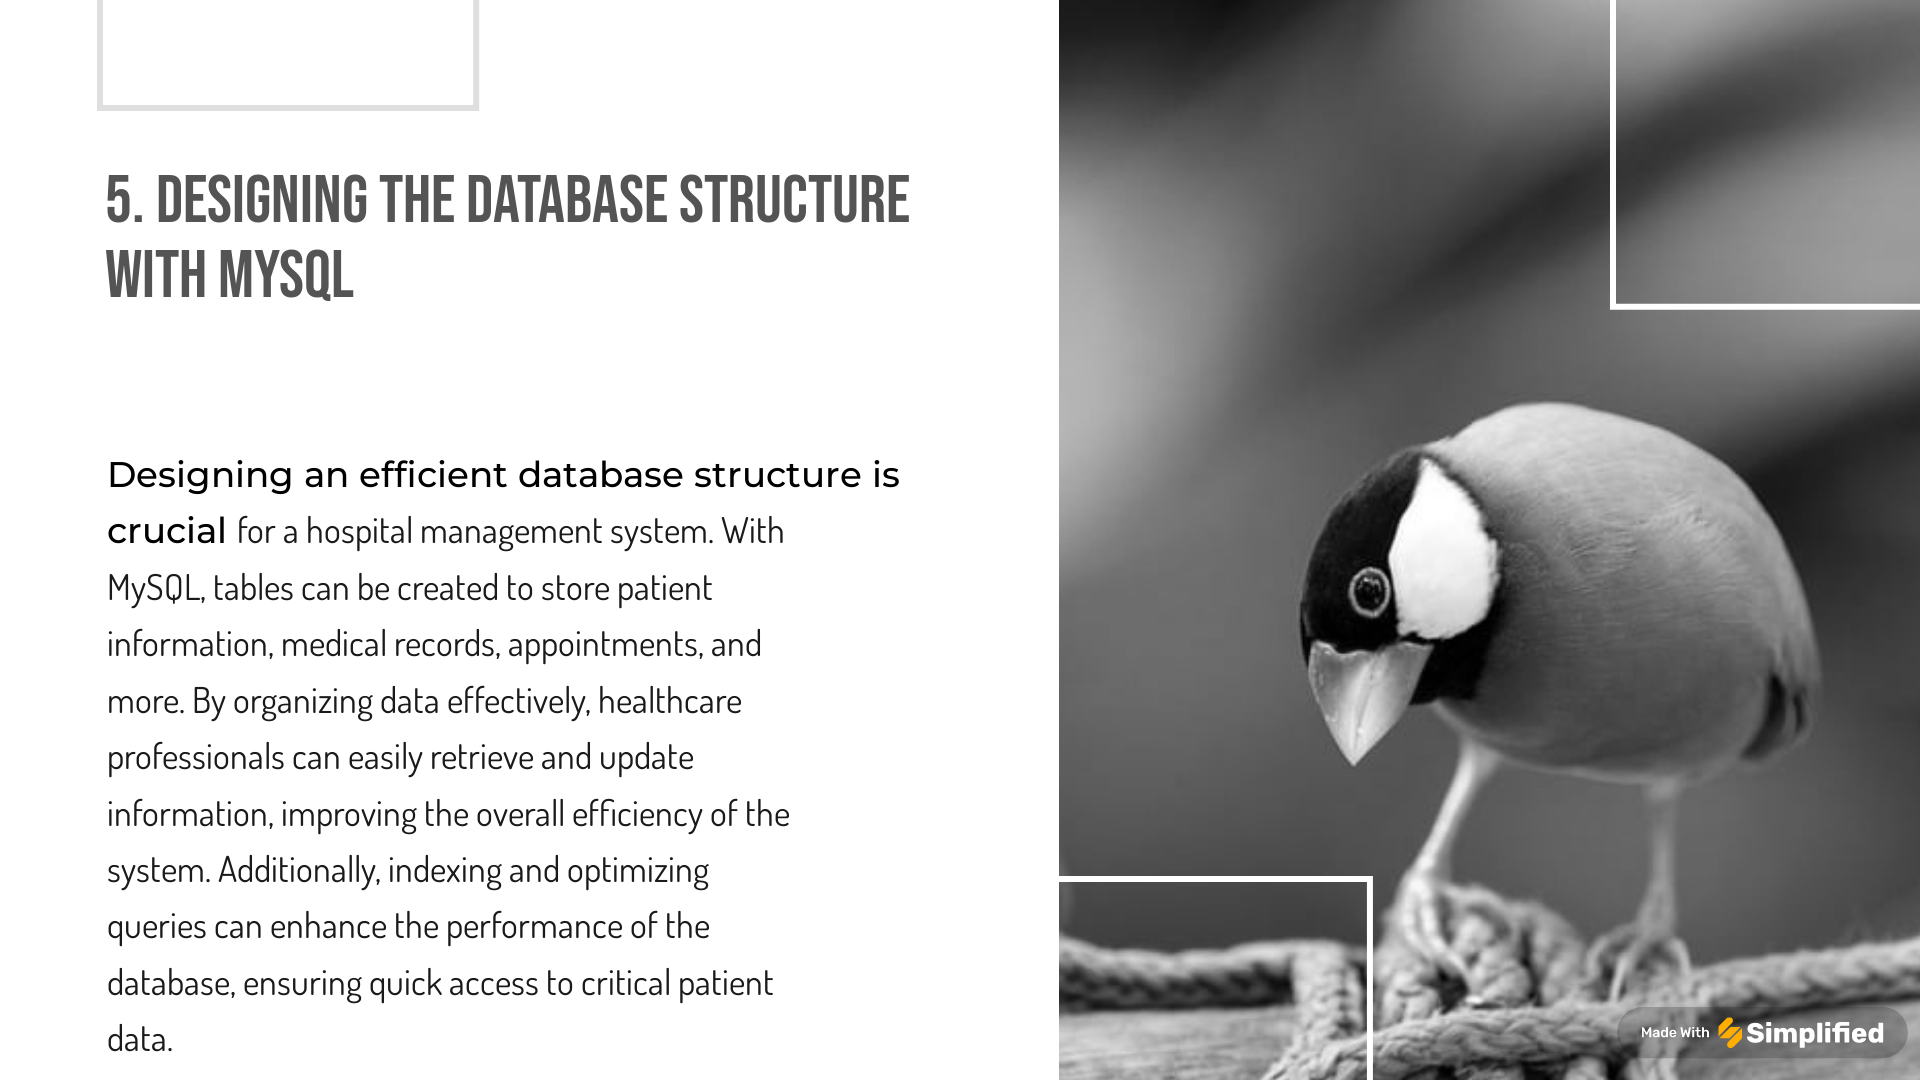 5. DESIGNING THE DATABASE STRUCTURE
WITH MYSQL
Designing an efficient database structure is
crucial for a hospital management system. With
MySQL, tables can be created to store patient
information, medical records, appointments, and
more. By organizing data effectively, healthcare
professionals can easily retrieve and update
information, improving the overall efficiency of the
system. Additionally, indexing and optimizing
queries can enhance the performance of the
database, ensuring quick access to critical patient
data.
Made With Simplified